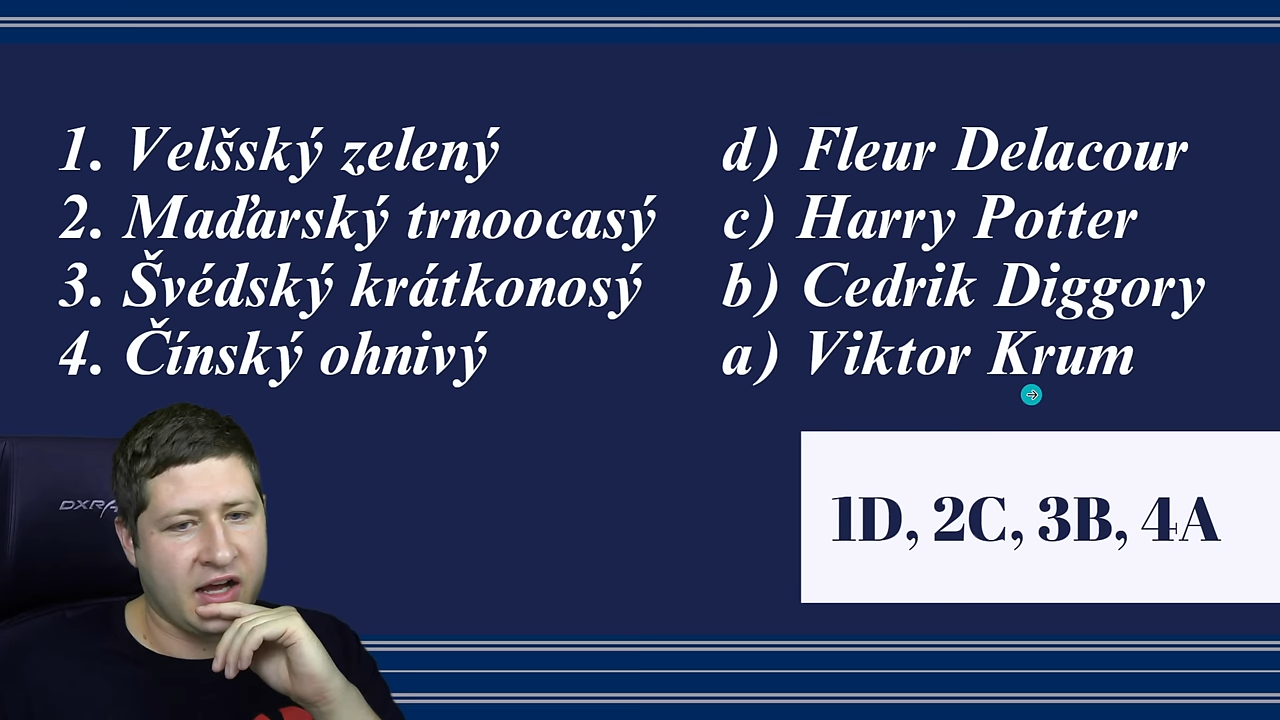 1. Velšský zelený
2. Maďarský trnoocasý
3. Švédský krátkonosý
4. Čínský ohnivý
d) Fleur Delacour
c) Harry Potter
b) Cedrik Diggory
a) Viktor Krum
1D, 2C, 3B, 4A